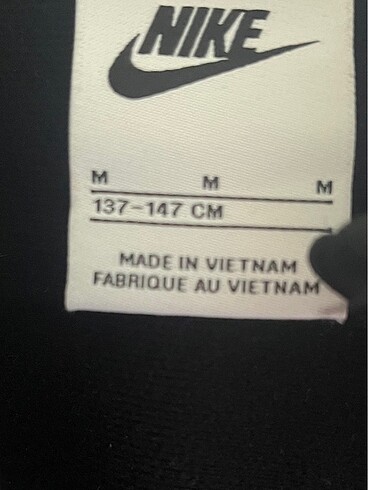 NIKE
M M M
137-147 CM
MADE IN VIETNAM
FABRIQUE AU VIETNAM